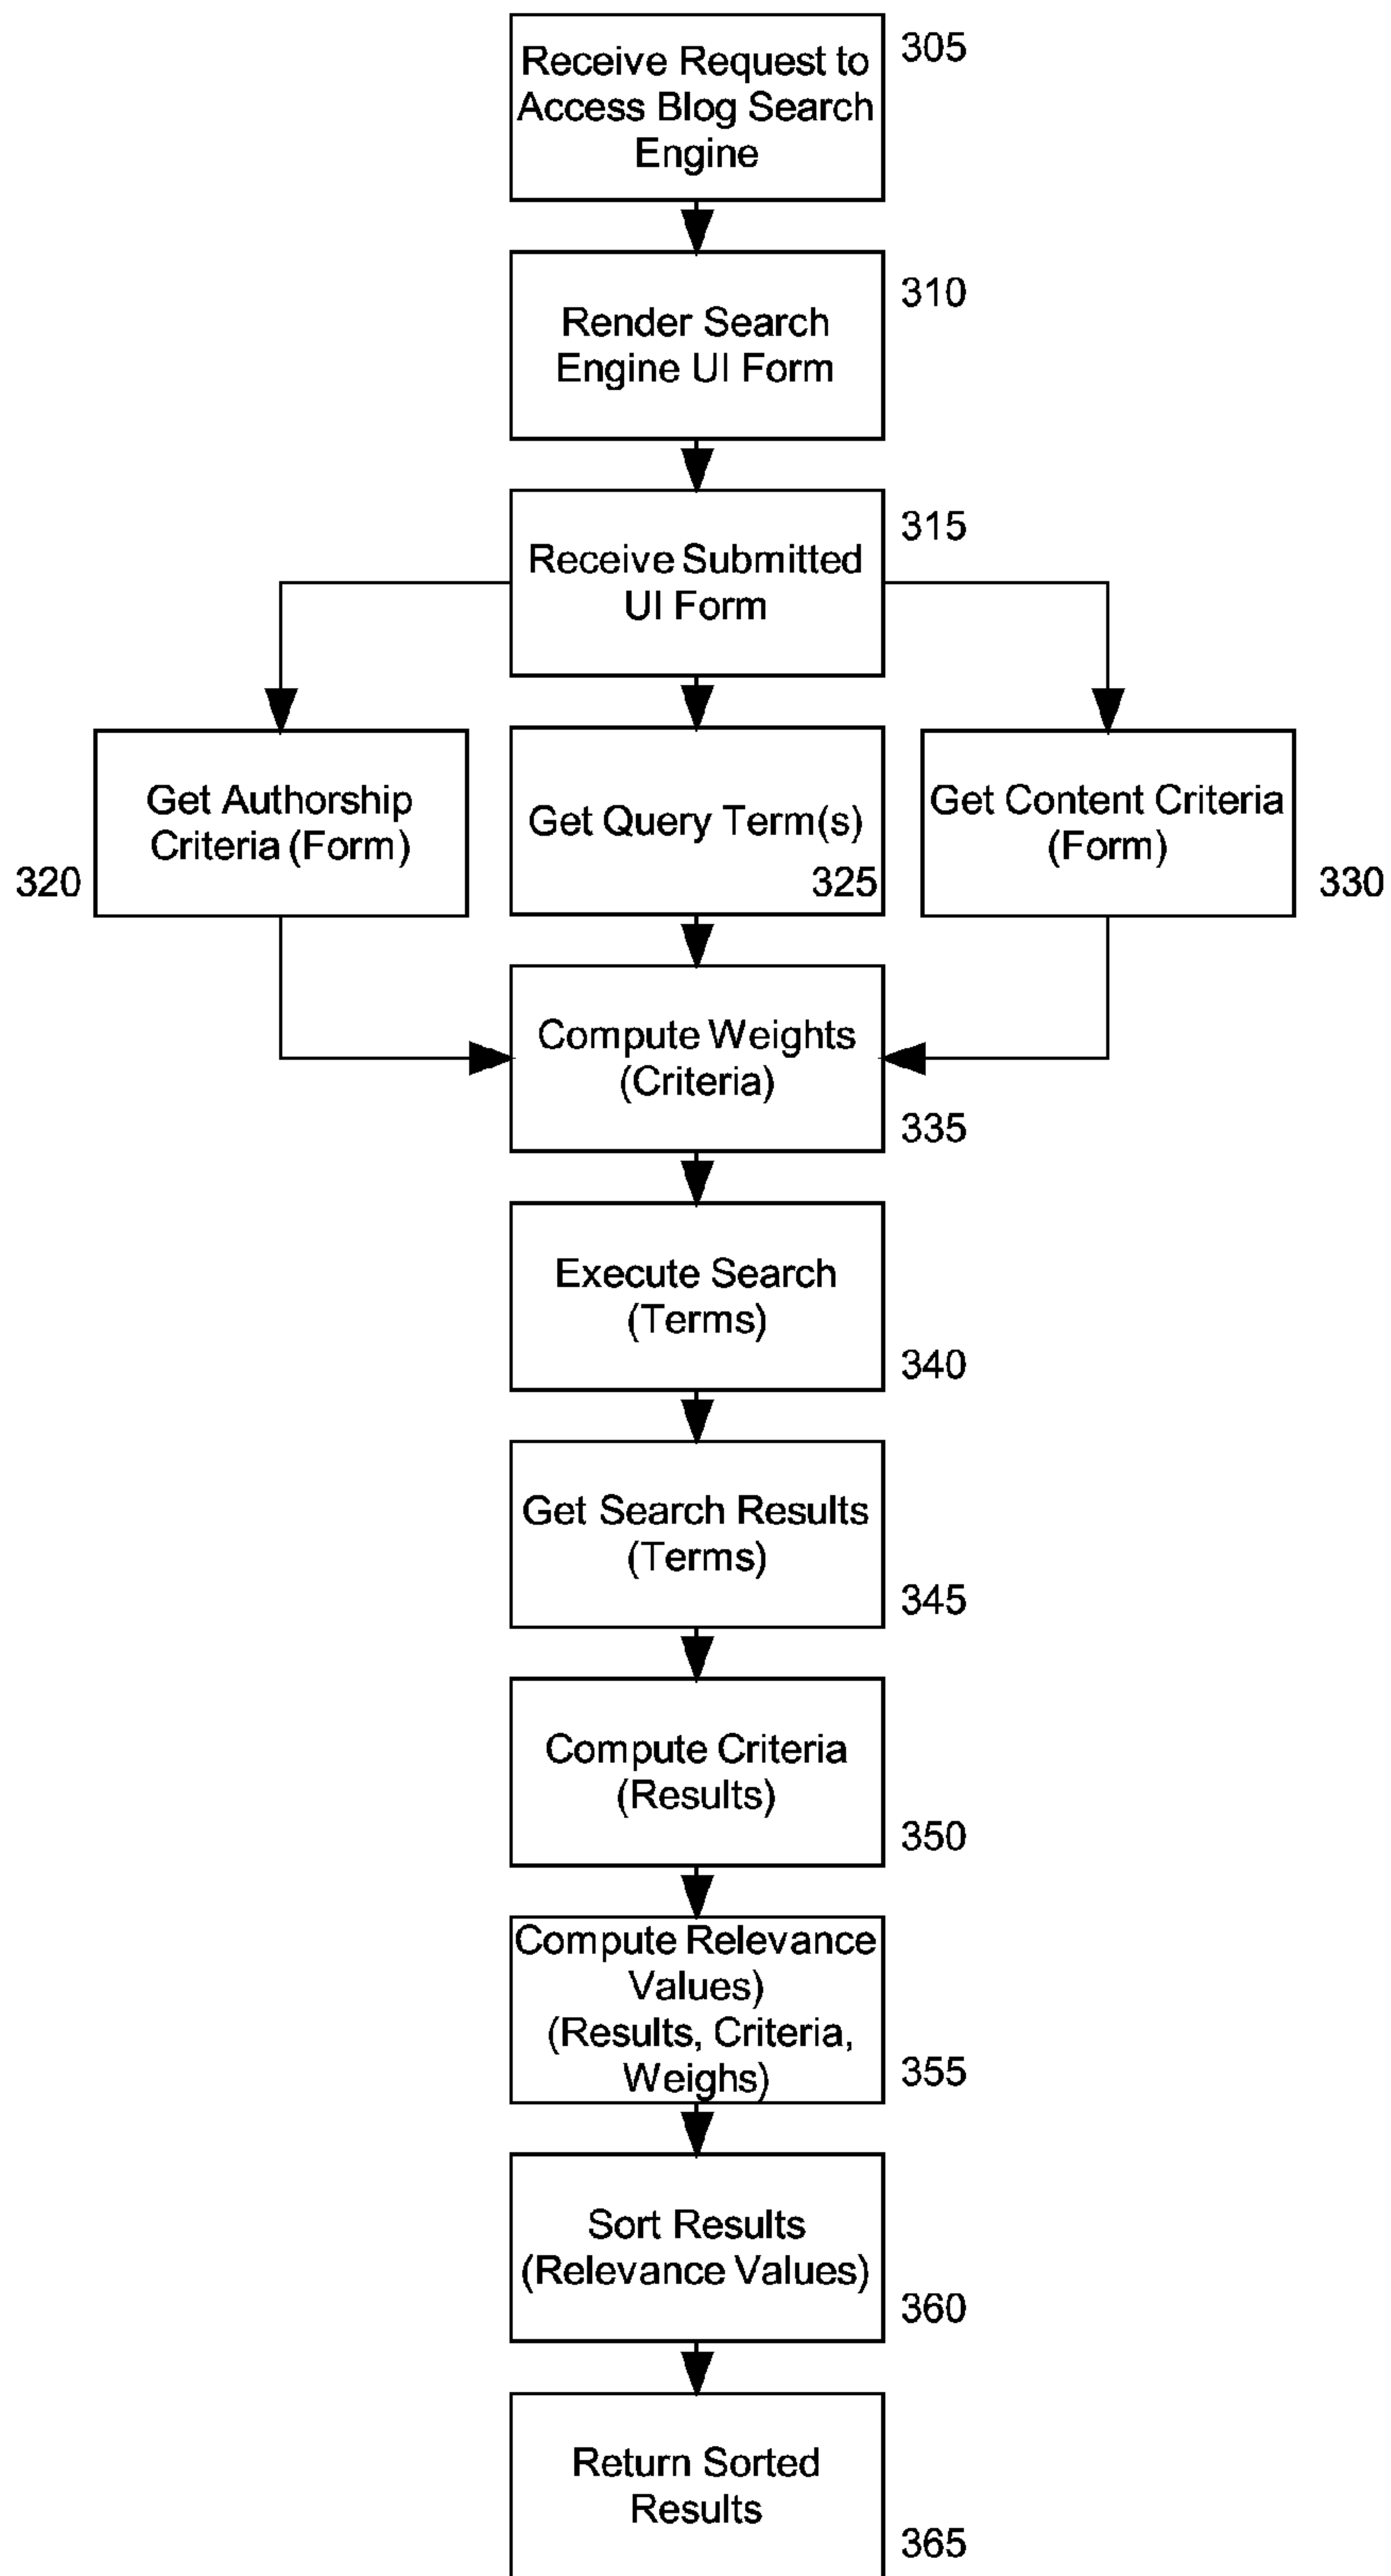 Receive Request to
Access Blog Search
Engine
305
Render Search
Engine UI Form
310
Receive Submitted
UI Form
315
Get Authorship
Criteria (Form)
320
Get Query Term(s)
325
Get Content Criteria
(Form)
330
Compute Weights
(Criteria)
335
Execute Search
(Terms)
340
Get Search Results
(Terms)
345
Compute Criteria
(Results)
350
Compute Relevance
Values)
(Results, Criteria,
Weighs)
355
Sort Results
(Relevance Values)
360
Return Sorted
Results
365